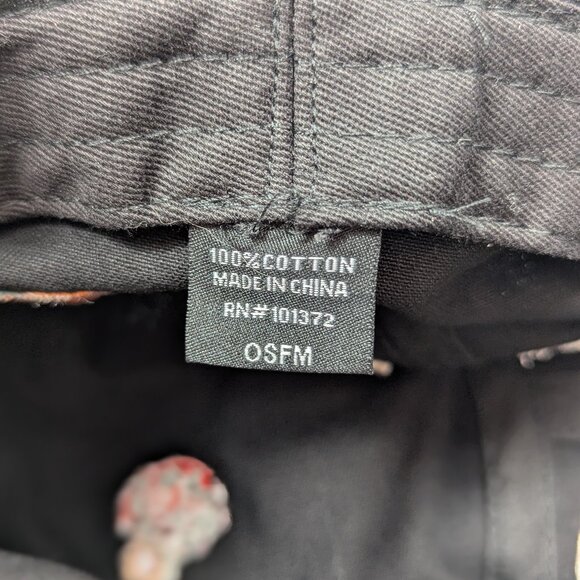 100%COTTON
MADE IN CHINA
RN#101372
OSFM